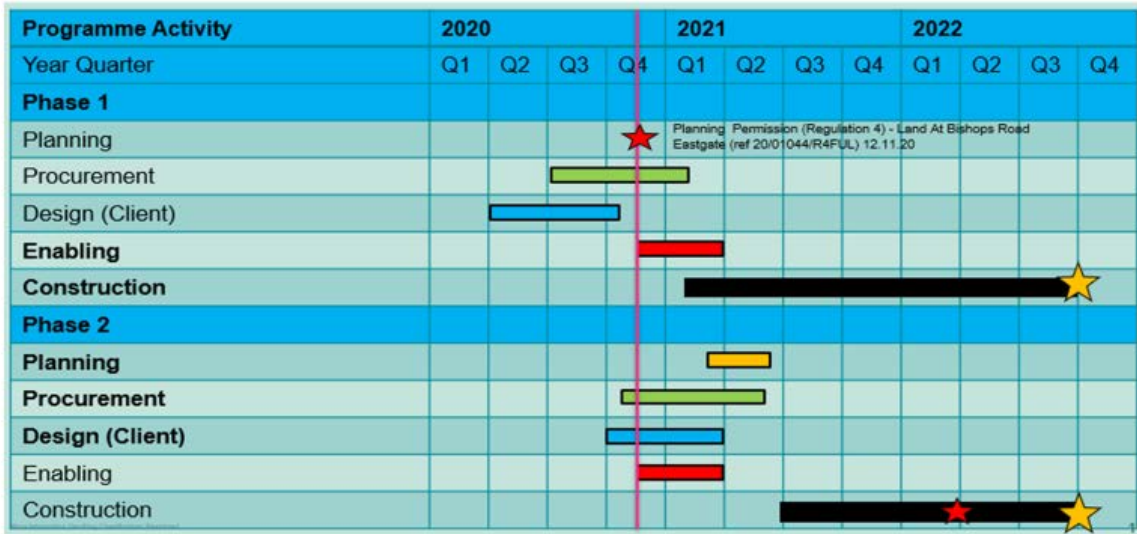 Programme Activity 2020 2021 2022
Year Quarter Q1 Q2 Q3 Q4 Q1 Q2 Q3 Q4 Q1 Q2 Q3 Q4
Phase 1
Planning Planning Permission (Regulation 4) - Land At Bishops Road
Eastgate (ref 20/01044/R4FUL) 12.11.20
Procurement
Design (Client)
Enabling
Construction
Phase 2
Planning
Procurement
Design (Client)
Enabling
Construction
1